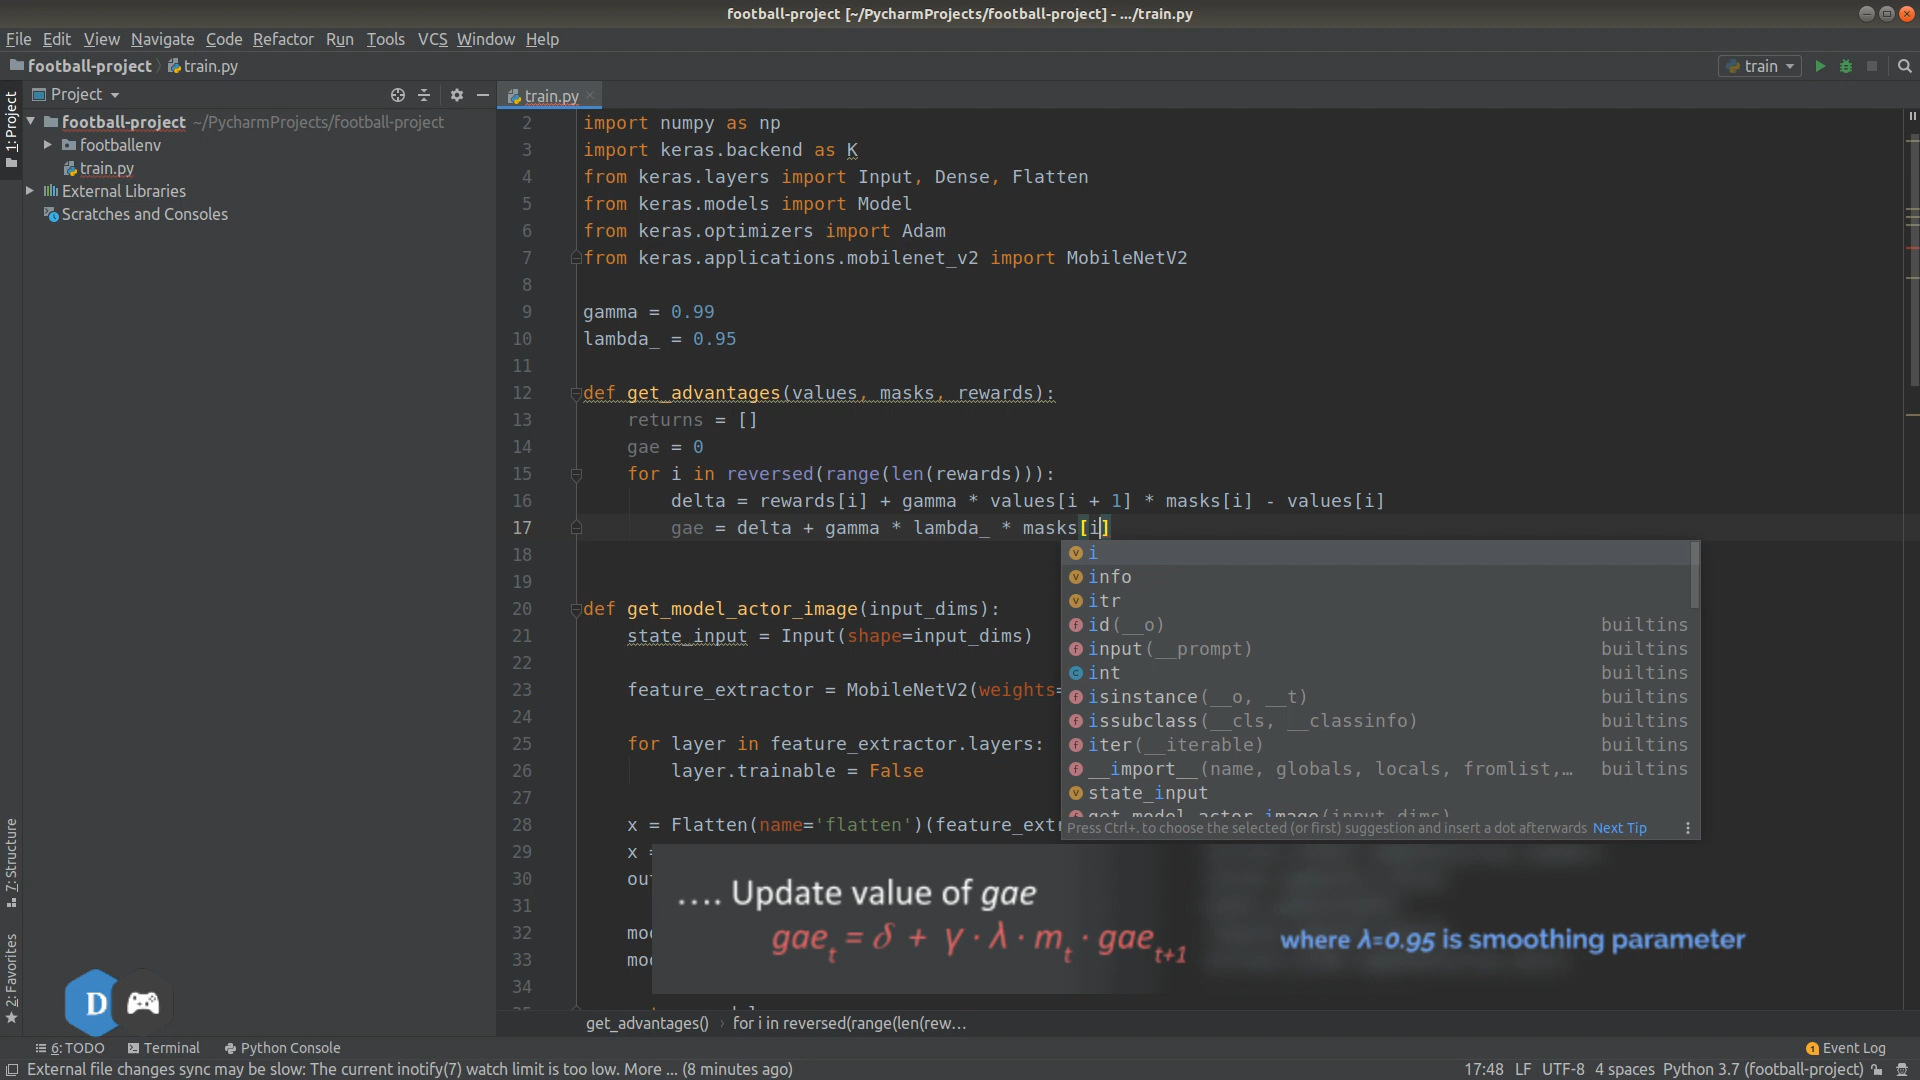 football-project [~/PycharmProjects/football-project] - .../train.py
File Edit View Navigate Code Refactor Run Tools VCS Window Help
football-project train.py train
Project train.py
1: Project
football-project ~/PycharmProjects/football-project
footballenv
train.py
External Libraries
Scratches and Consoles
2 import numpy as np
3 import keras.backend as K
4 from keras.layers import Input, Dense, Flatten
5 from keras.models import Model
6 from keras.optimizers import Adam
7 from keras.applications.mobilenet_v2 import MobileNetV2
8
9 gamma = 0.99
10 lambda_ = 0.95
11
12 def get_advantages(values, masks, rewards):
13 returns = []
14 gae = 0
15 for i in reversed(range(len(rewards))):
16 delta = rewards[i] + gamma * values[i + 1] * masks[i] - values[i]
17 gae = delta + gamma * lambda_ * masks[i]
18
19
20 def get_model_actor_image(input_dims):
21 state_input = Input(shape=input_dims)
22
23 feature_extractor = MobileNetV2(weights=
24
25 for layer in feature_extractor.layers:
26 layer.trainable = False
27
28 x = Flatten(name='flatten')(feature_extr
29 x =
30 out
31
32 mod
33 mod
34
i
info
itr
id(__o) builtins
input(__prompt) builtins
int builtins
isinstance(__o, __t) builtins
issubclass(__cls, __classinfo) builtins
iter(__iterable) builtins
__import__(name, globals, locals, fromlist,… builtins
state_input
get_model_actor_image(input_dims)
Press Ctrl+. to choose the selected (or first) suggestion and insert a dot afterwards Next Tip
.... Update value of gae
gae_t = δ + γ · λ · m_t · gae_t+1
where λ=0.95 is smoothing parameter
7: Structure
2: Favorites
D
get_advantages() for i in reversed(range(len(rew…
6: TODO Terminal Python Console Event Log
External file changes sync may be slow: The current inotify(7) watch limit is too low. More ... (8 minutes ago) 17:48 LF UTF-8 4 spaces Python 3.7 (football-project)